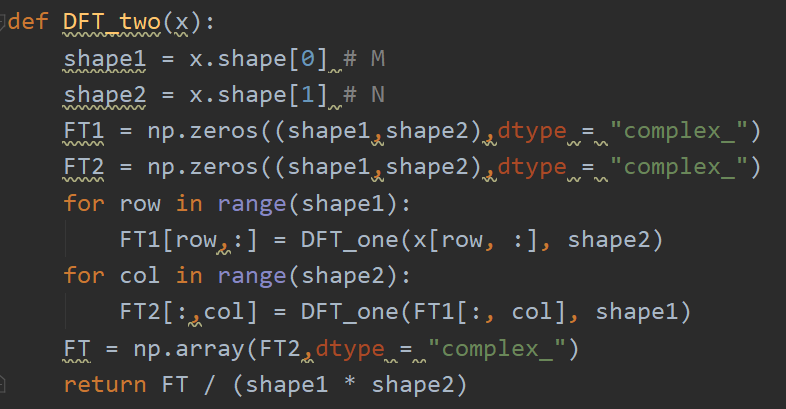 def DFT_two(x):
    shape1 = x.shape[0] # M
    shape2 = x.shape[1] # N
    FT1 = np.zeros((shape1,shape2),dtype = "complex_")
    FT2 = np.zeros((shape1,shape2),dtype = "complex_")
    for row in range(shape1):
        FT1[row,:] = DFT_one(x[row, :], shape2)
    for col in range(shape2):
        FT2[:,col] = DFT_one(FT1[:, col], shape1)
    FT = np.array(FT2,dtype = "complex_")
    return FT / (shape1 * shape2)